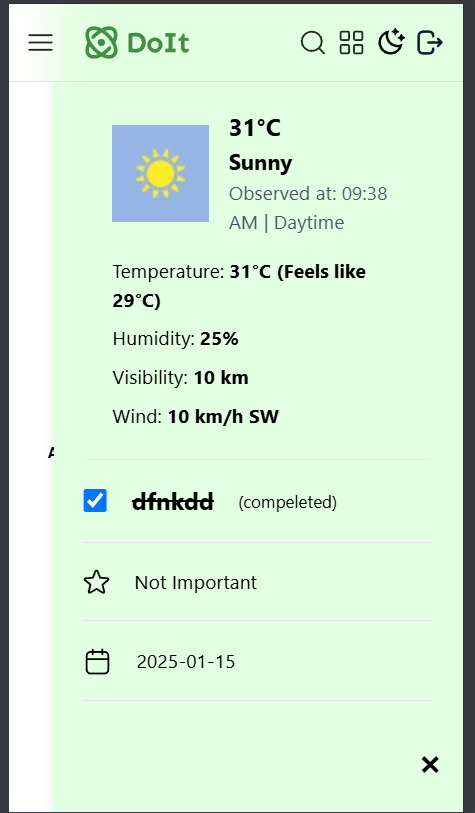 DoIt
31°C
Sunny
Observed at: 09:38
AM | Daytime
Temperature: 31°C (Feels like
29°C)
Humidity: 25%
Visibility: 10 km
Wind: 10 km/h SW
dfnkdd (compeleted)
Not Important
2025-01-15